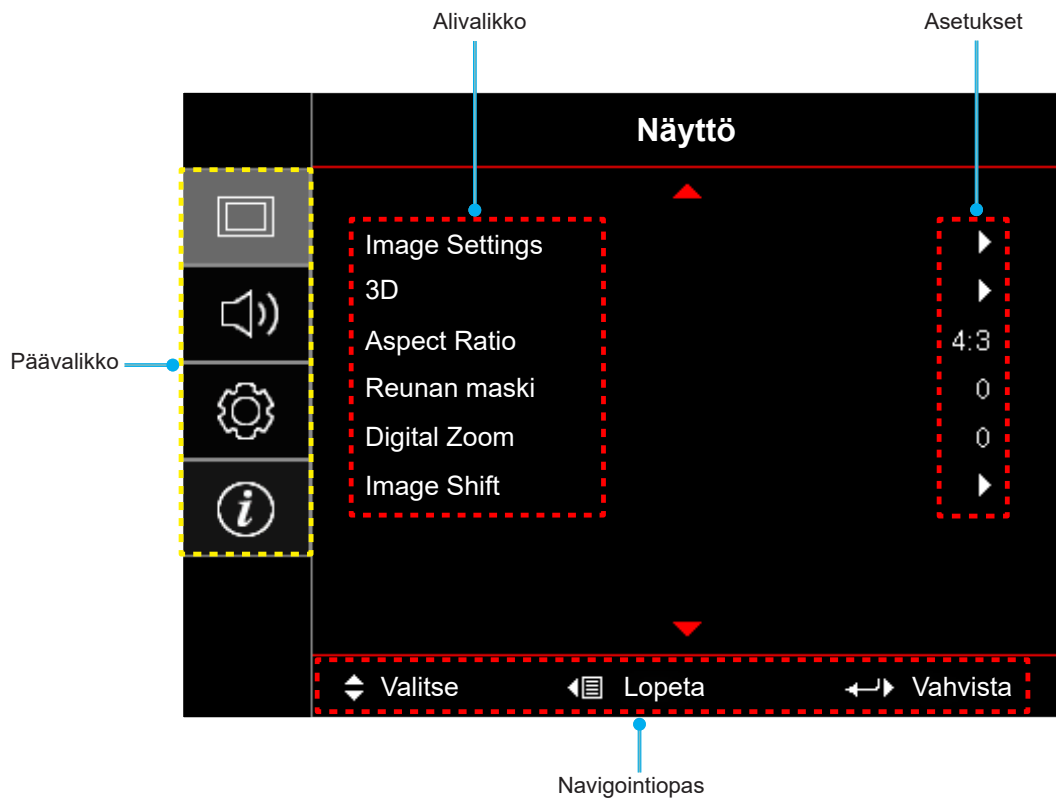 Alivalikko
Asetukset
Näyttö
Image Settings
3D
Aspect Ratio 4:3
Päävalikko
Reunan maski 0
Digital Zoom 0
Image Shift
Valitse Lopeta Vahvista
Navigointiopas